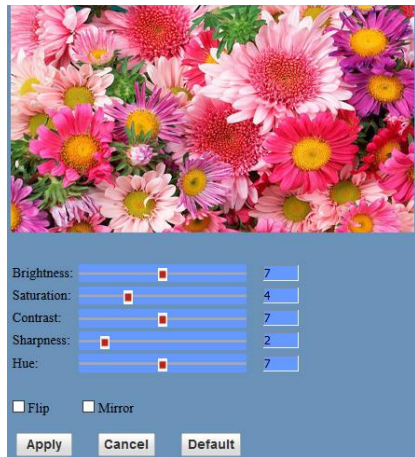 Brightness: 7
Saturation: 4
Contrast: 7
Sharpness: 2
Hue: 7
Flip Mirror
Apply Cancel Default